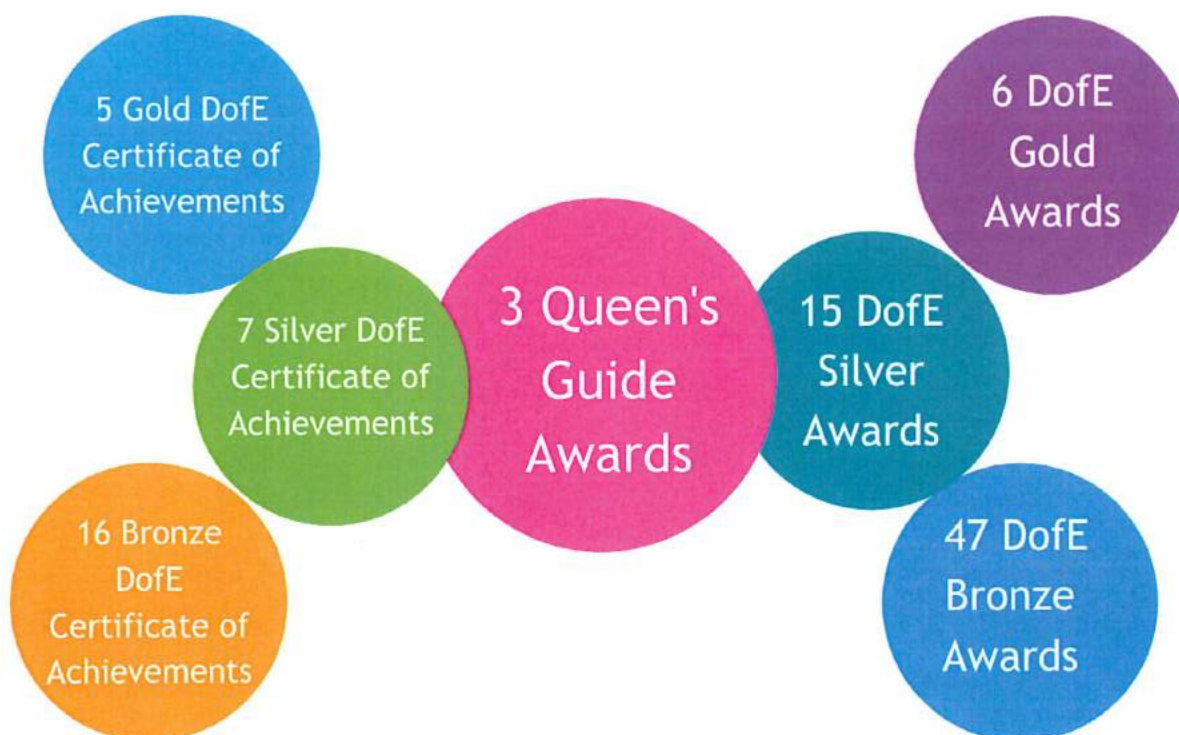 5 Gold DofE
Certificate of
Achievements
6 DofE
Gold
Awards
7 Silver DofE
Certificate of
Achievements
3 Queen's
Guide
Awards
15 DofE
Silver
Awards
16 Bronze
DofE
Certificate of
Achievements
47 DofE
Bronze
Awards